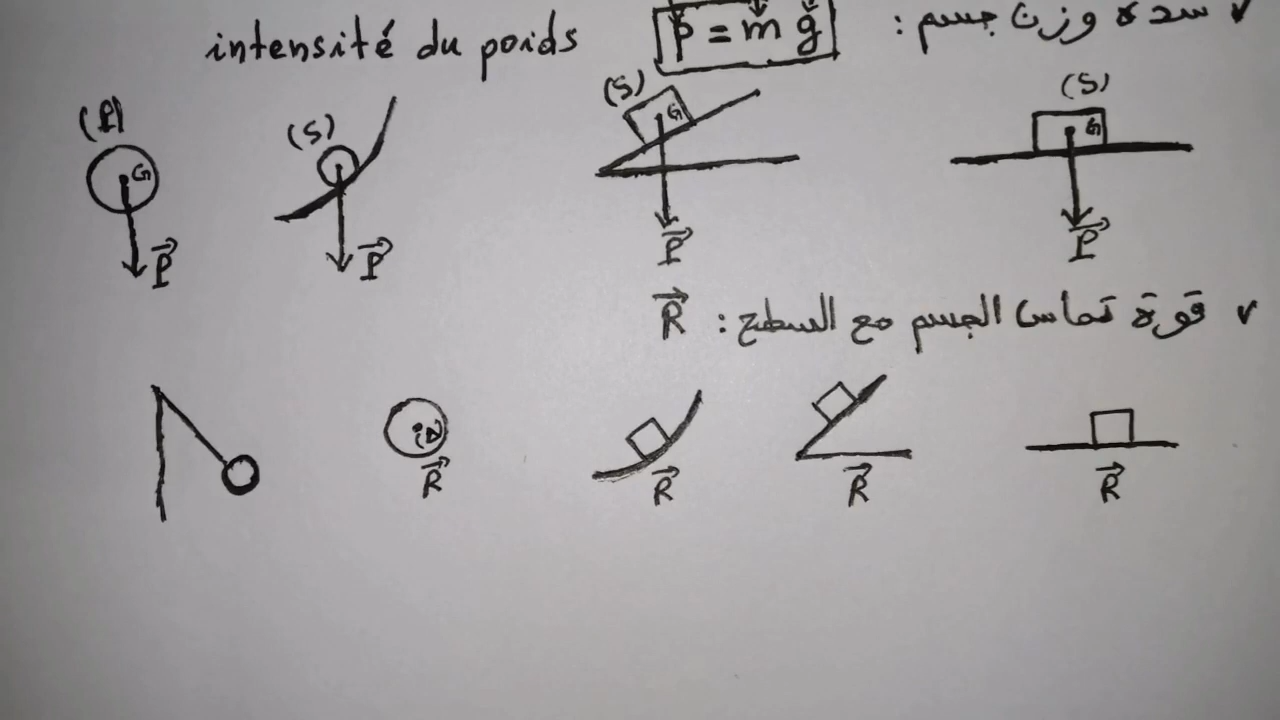 ✓ شدة وزن جسم : P = m g intensité du poids
(S) (S) (S) (P)
G G G
P⃗ P⃗ P⃗ P⃗
✓ قوة تماس الجسم مع السطح : R⃗
R⃗ R⃗ R⃗ R⃗